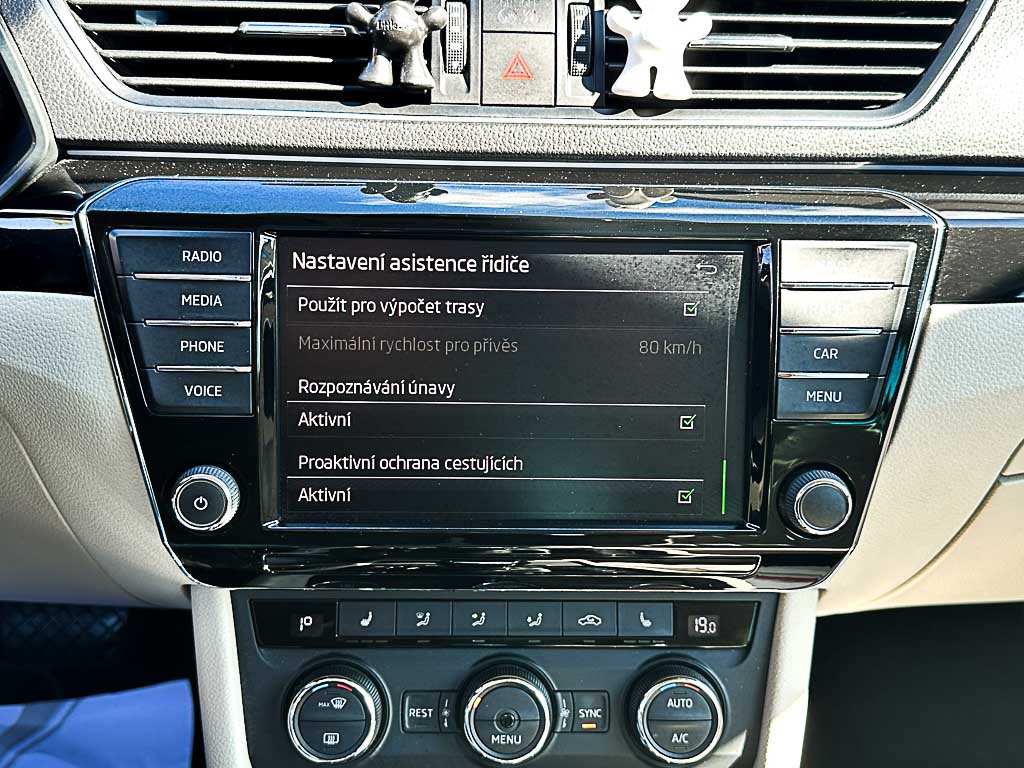 RADIO
MEDIA
PHONE
VOICE
Nastavení asistence řidiče
Použít pro výpočet trasy
Maximální rychlost pro přívěs 80 km/h
Rozpoznávání únavy
Aktivní
Proaktivní ochrana cestujících
Aktivní
CAR
MENU
19.0
MAX
REST
MENU
SYNC
AUTO
A/C